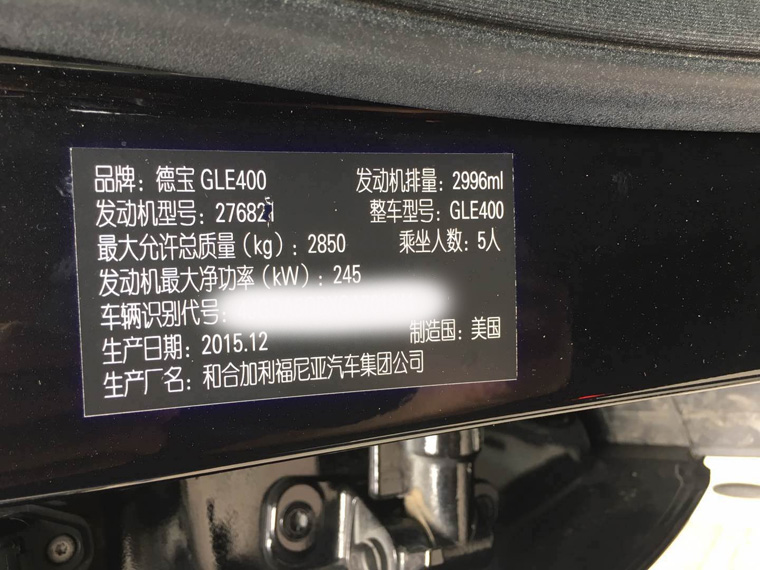 品牌：德宝 GLE400 发动机排量：2996ml
发动机型号：276821 整车型号：GLE400
最大允许总质量（kg）：2850 乘坐人数：5人
发动机最大净功率（kW）：245
车辆识别代号：
生产日期：2015.12 制造国：美国
生产厂名：和合加利福尼亚汽车集团公司